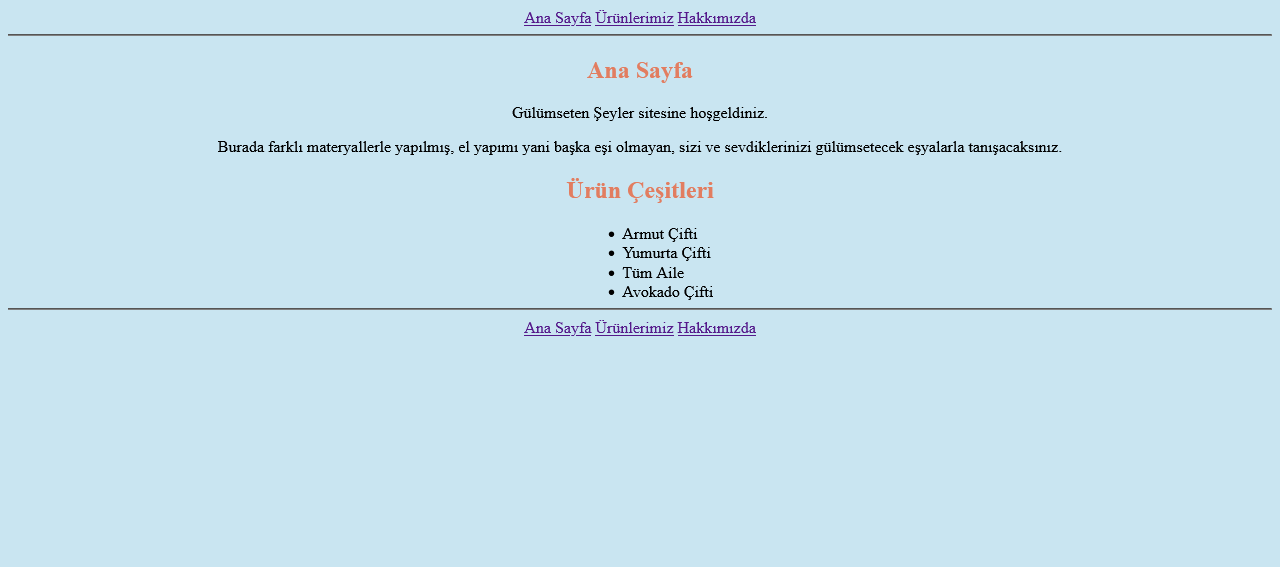 Ana Sayfa Ürünlerimiz Hakkımızda
Ana Sayfa
Gülümseten Şeyler sitesine hoşgeldiniz.
Burada farklı materyallerle yapılmış, el yapımı yani başka eşi olmayan, sizi ve sevdiklerinizi gülümsetecek eşyalarla tanışacaksınız.
Ürün Çeşitleri
• Armut Çifti
• Yumurta Çifti
• Tüm Aile
• Avokado Çifti
Ana Sayfa Ürünlerimiz Hakkımızda